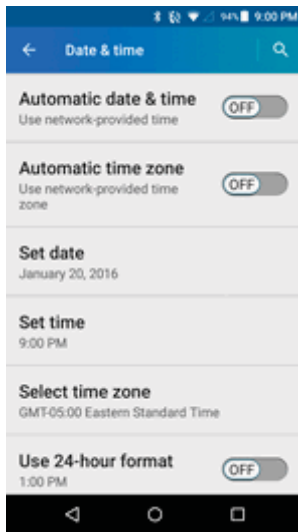 94% 9:00 PM
Date & time
Automatic date & time
OFF
Use network-provided time
Automatic time zone
OFF
Use network-provided time
zone
Set date
January 20, 2016
Set time
9:00 PM
Select time zone
GMT-05:00 Eastern Standard Time
Use 24-hour format
OFF
1:00 PM